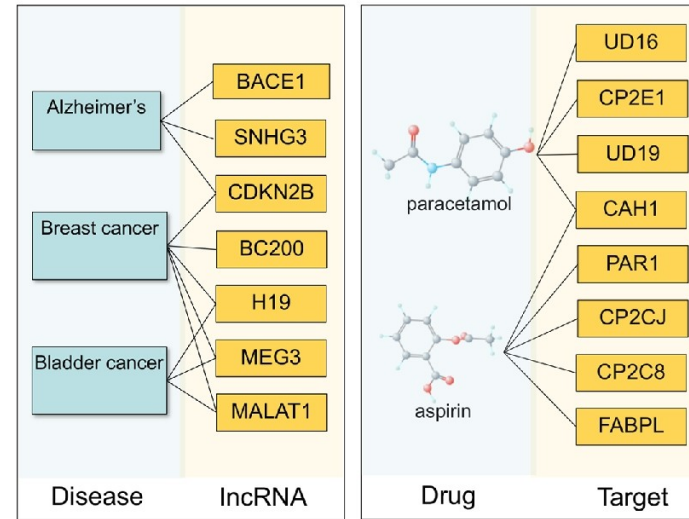 Alzheimer's
Breast cancer
Bladder cancer
BACE1
SNHG3
CDKN2B
BC200
H19
MEG3
MALAT1
Disease
lncRNA
paracetamol
aspirin
UD16
CP2E1
UD19
CAH1
PAR1
CP2CJ
CP2C8
FABPL
Drug
Target